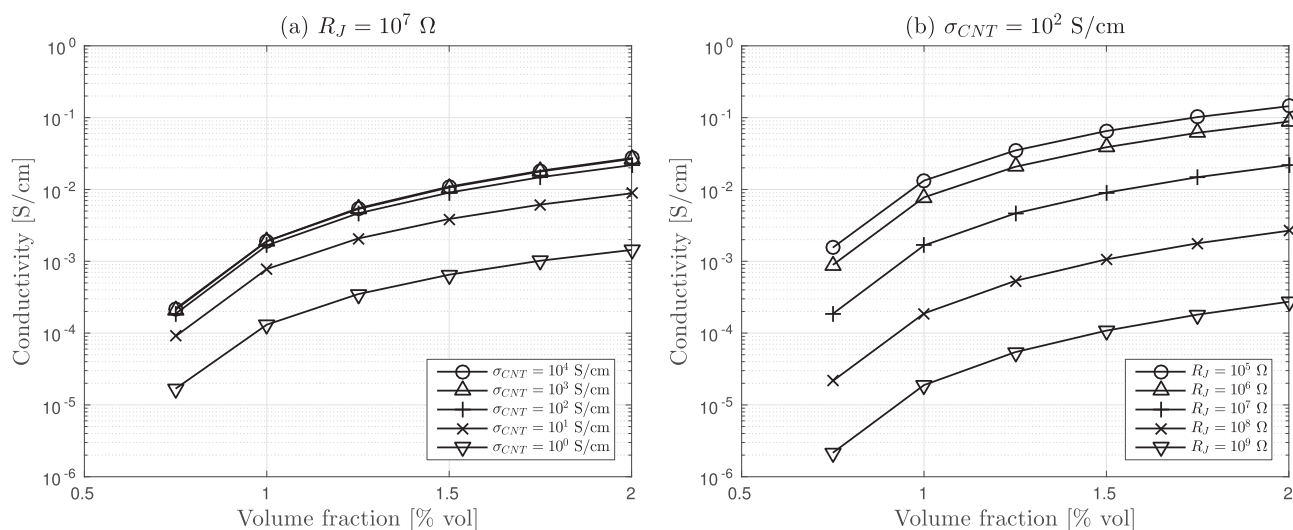 (a) R_J = 10^7 Ω
10^0
10^-1
10^-2
10^-3
10^-4
10^-5
10^-6
Conductivity [S/cm]
0.5
1
1.5
2
Volume fraction [% vol]
σ_CNT = 10^4 S/cm
σ_CNT = 10^3 S/cm
σ_CNT = 10^2 S/cm
σ_CNT = 10^1 S/cm
σ_CNT = 10^0 S/cm
(b) σ_CNT = 10^2 S/cm
10^0
10^-1
10^-2
10^-3
10^-4
10^-5
10^-6
Conductivity [S/cm]
0.5
1
1.5
2
Volume fraction [% vol]
R_J = 10^5 Ω
R_J = 10^6 Ω
R_J = 10^7 Ω
R_J = 10^8 Ω
R_J = 10^9 Ω